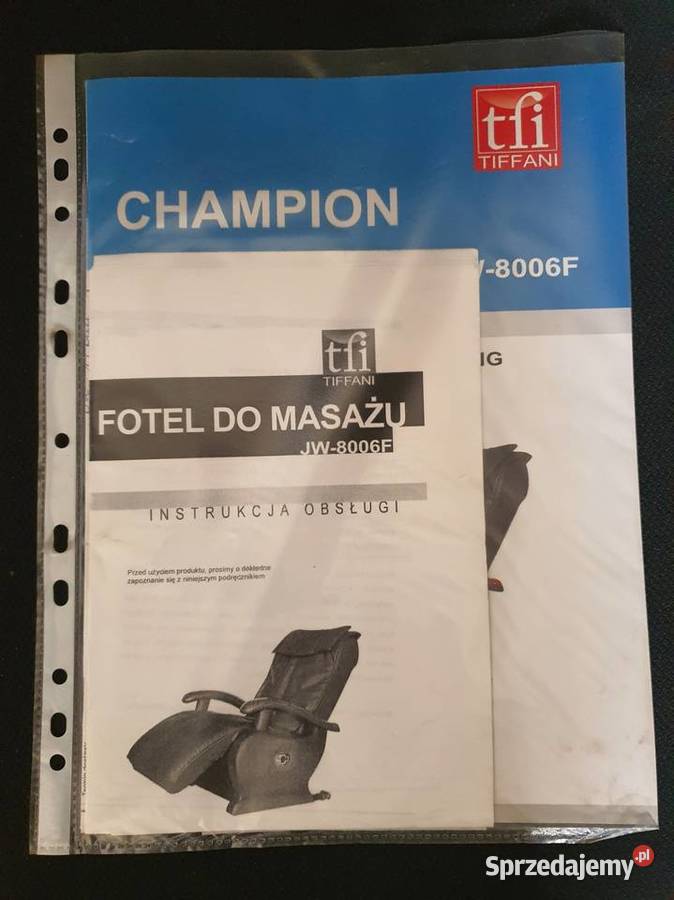 tfi
TIFFANI
CHAMPION
-8006F
tfi
TIFFANI
FOTEL DO MASAŻU
JW-8006F
INSTRUKCJA OBSŁUGI
Przed użyciem produktu, prosimy o dokładne
zapoznanie się z niniejszym podręcznikiem
Sprzedajemy.pl